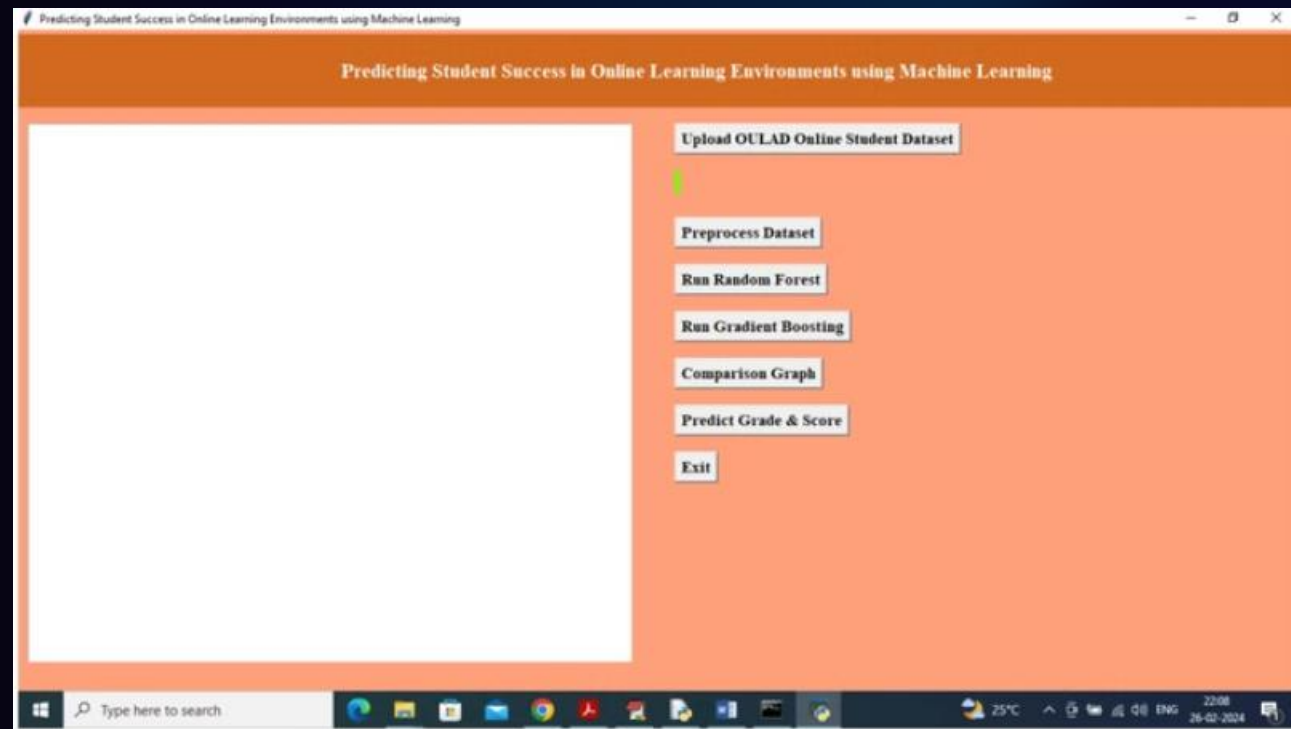 Predicting Student Success in Online Learning Environments using Machine Learning
Predicting Student Success in Online Learning Environments using Machine Learning
Upload OULAD Online Student Dataset
Preprocess Dataset
Run Random Forest
Run Gradient Boosting
Comparison Graph
Predict Grade & Score
Exit
Type here to search
25°C
ENG
22:08
26-02-2024